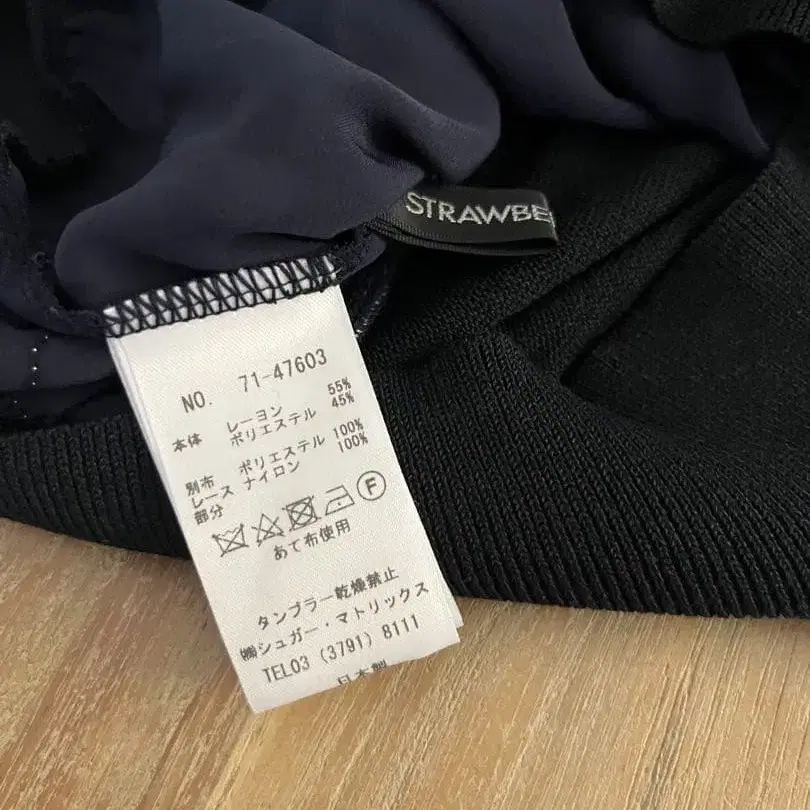 STRAWBE
NO. 71-47603
本体 レーヨン 55%
ポリエステル 45%
別布 ポリエステル 100%
レース ナイロン 100%
部分
F
あて布使用
タンブラー乾燥禁止
㈱シュガー・マトリックス
TEL03 (3791) 8111
日本製